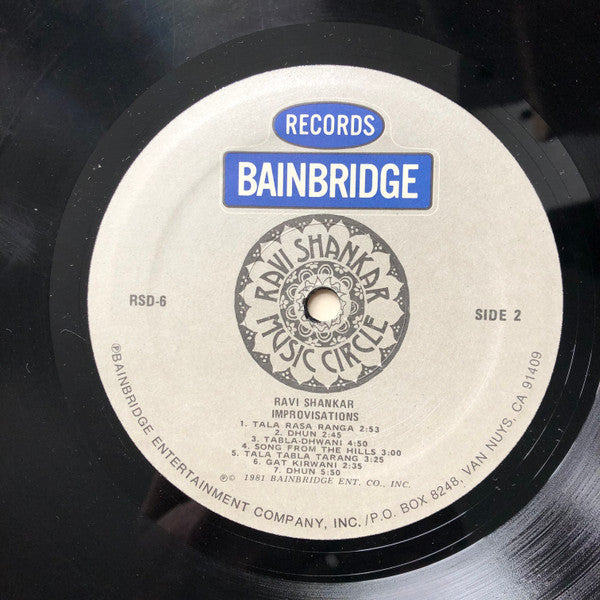 RECORDS
BAINBRIDGE
RAVI SHANKAR
MUSIC CIRCLE
RSD-6
SIDE 2
RAVI SHANKAR
IMPROVISATIONS
1. TALA RASA RANGA 2:53
2. DHUN 2:45
3. TABLA-DHWANI 4:50
4. SONG FROM THE HILLS 3:00
5. TALA TABLA TARANG 3:25
6. GAT KIRWANI 2:35
7. DHUN 5:50
℗© 1981 BAINBRIDGE ENT. CO., INC.
℗BAINBRIDGE ENTERTAINMENT COMPANY, INC./P.O. BOX 8248, VAN NUYS, CA 91409